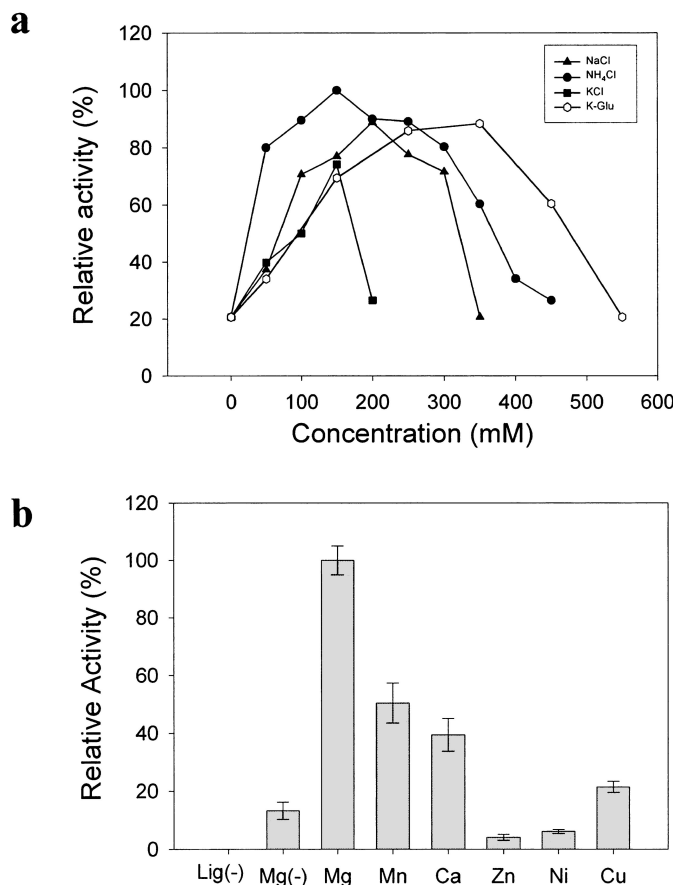 a
120
100
80
60
40
20
0
Relative activity (%)
NaCl
NH₄Cl
KCl
K-Glu
0 100 200 300 400 500 600
Concentration (mM)
b
120
100
80
60
40
20
0
Relative Activity (%)
Lig(-) Mg(-) Mg Mn Ca Zn Ni Cu